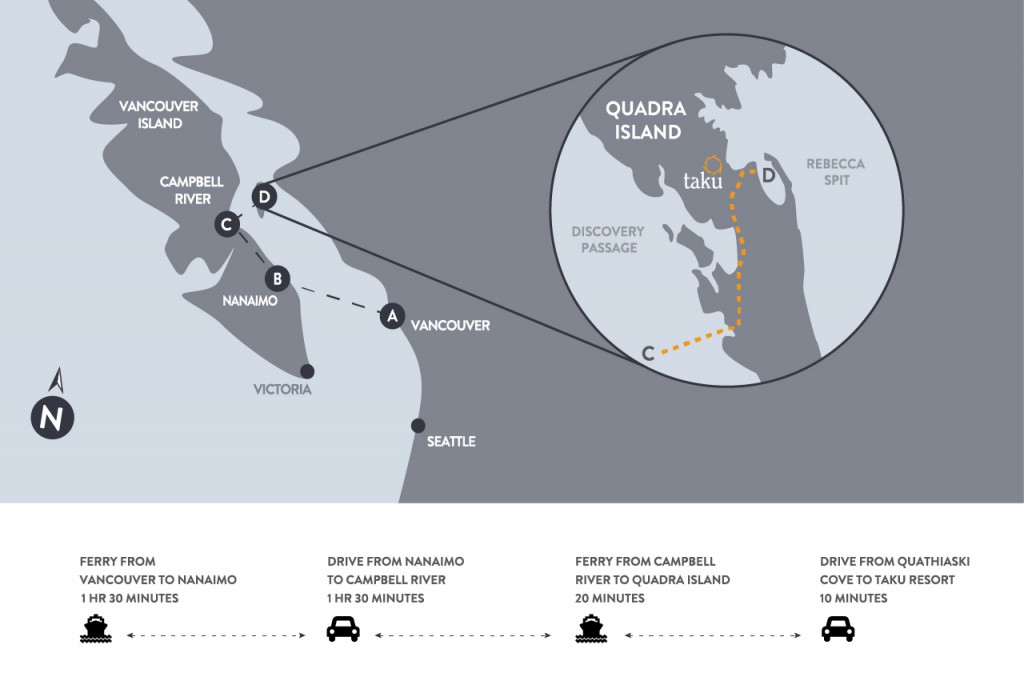 VANCOUVER
ISLAND
CAMPBELL
RIVER
D
C
B
NANAIMO
A
VANCOUVER
VICTORIA
SEATTLE
N
QUADRA
ISLAND
taku
D
REBECCA
SPIT
DISCOVERY
PASSAGE
C
FERRY FROM
VANCOUVER TO NANAIMO
1 HR 30 MINUTES
DRIVE FROM NANAIMO
TO CAMPBELL RIVER
1 HR 30 MINUTES
FERRY FROM CAMPBELL
RIVER TO QUADRA ISLAND
20 MINUTES
DRIVE FROM QUATHIASKI
COVE TO TAKU RESORT
10 MINUTES